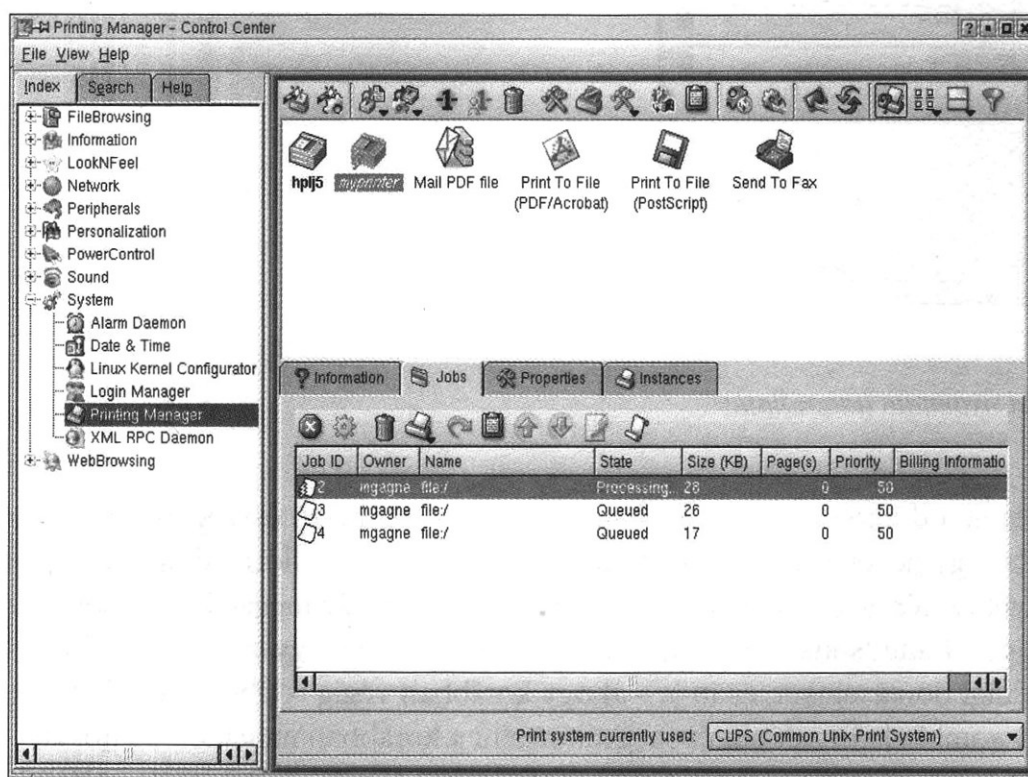 Printing Manager - Control Center
File View Help
Index Search Help
FileBrowsing
Information
LookNFeel
Network
Peripherals
Personalization
PowerControl
Sound
System
Alarm Daemon
Date & Time
Linux Kernel Configurator
Login Manager
Printing Manager
XML RPC Daemon
WebBrowsing
hplj5 myprinter Mail PDF file Print To File Print To File Send To Fax
(PDF/Acrobat) (PostScript)
Information Jobs Properties Instances
Job ID Owner Name State Size (KB) Page(s) Priority Billing Informatio
2 mgagne file:/ Processing... 28 0 50
3 mgagne file:/ Queued 26 0 50
4 mgagne file:/ Queued 17 0 50
Print system currently used: CUPS (Common Unix Print System)